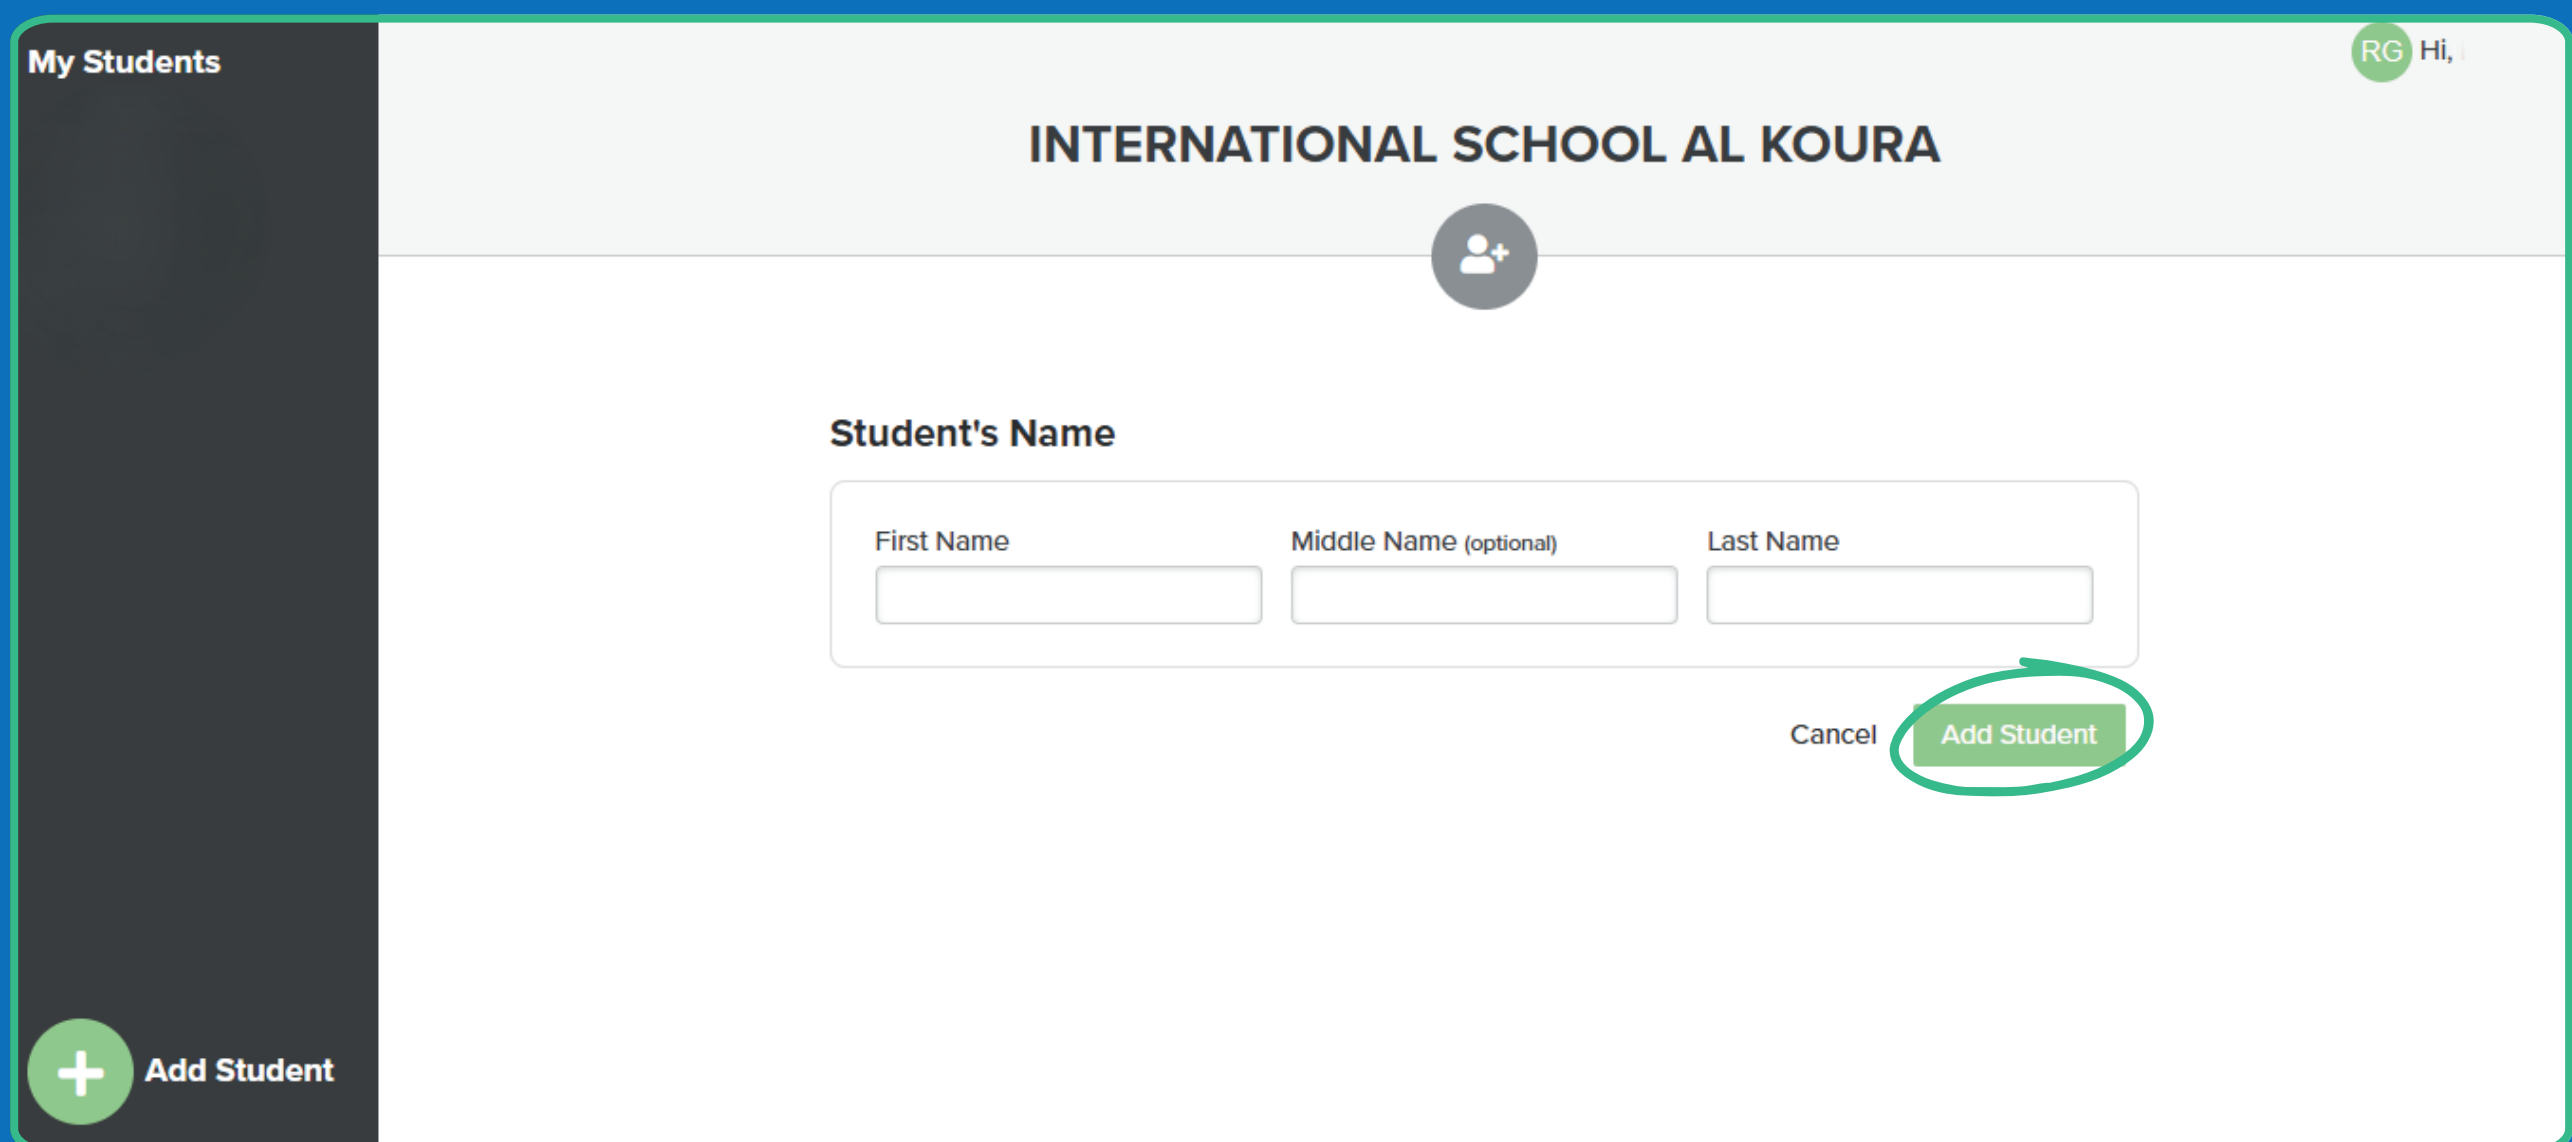 My Students
RG Hi,
INTERNATIONAL SCHOOL AL KOURA
Student's Name
First Name
Middle Name (optional)
Last Name
Cancel
Add Student
Add Student